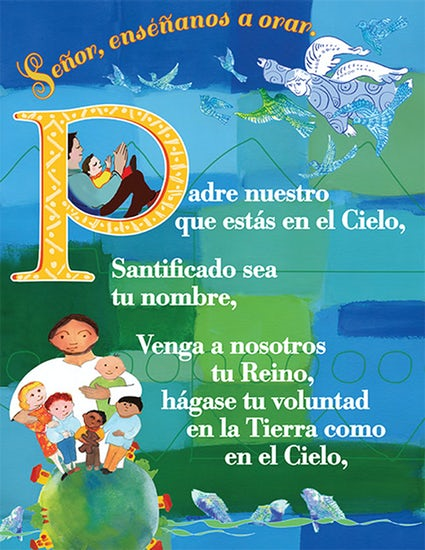 Señor, enséñanos a orar.
Padre nuestro
que estás en el Cielo,
Santificado sea
tu nombre,
Venga a nosotros
tu Reino,
hágase tu voluntad
en la Tierra como
en el Cielo,